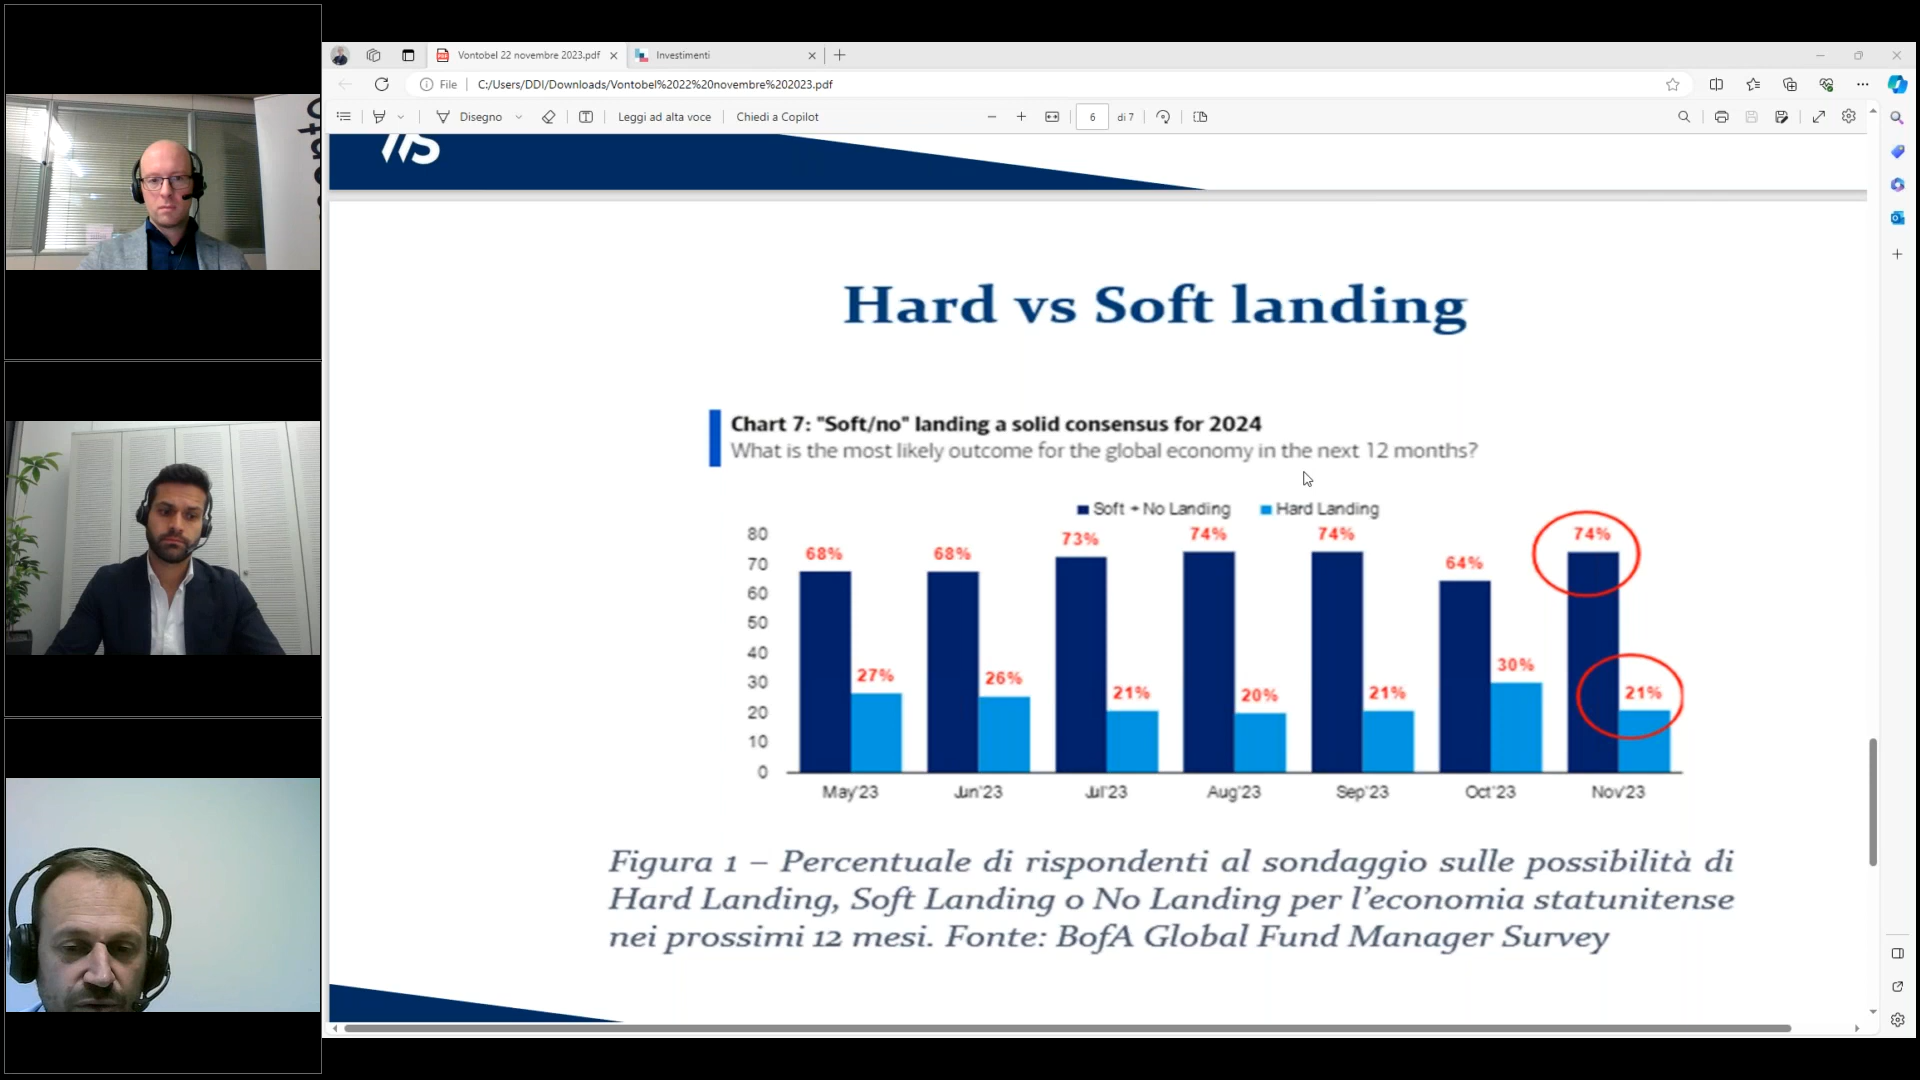 Vontobel 22 novembre 2023.pdf
Investimenti
File
C:/Users/DDI/Downloads/Vontobel%2022%20novembre%202023.pdf
Disegno
Leggi ad alta voce
Chiedi a Copilot
6
di 7
Hard vs Soft landing
Chart 7: "Soft/no" landing a solid consensus for 2024
What is the most likely outcome for the global economy in the next 12 months?
Soft + No Landing
Hard Landing
80
70
60
50
40
30
20
10
0
68%
27%
68%
26%
73%
21%
74%
20%
74%
21%
64%
30%
74%
21%
May'23
Jun'23
Jul'23
Aug'23
Sep'23
Oct'23
Nov'23
Figura 1 – Percentuale di rispondenti al sondaggio sulle possibilità di
Hard Landing, Soft Landing o No Landing per l'economia statunitense
nei prossimi 12 mesi. Fonte: BofA Global Fund Manager Survey